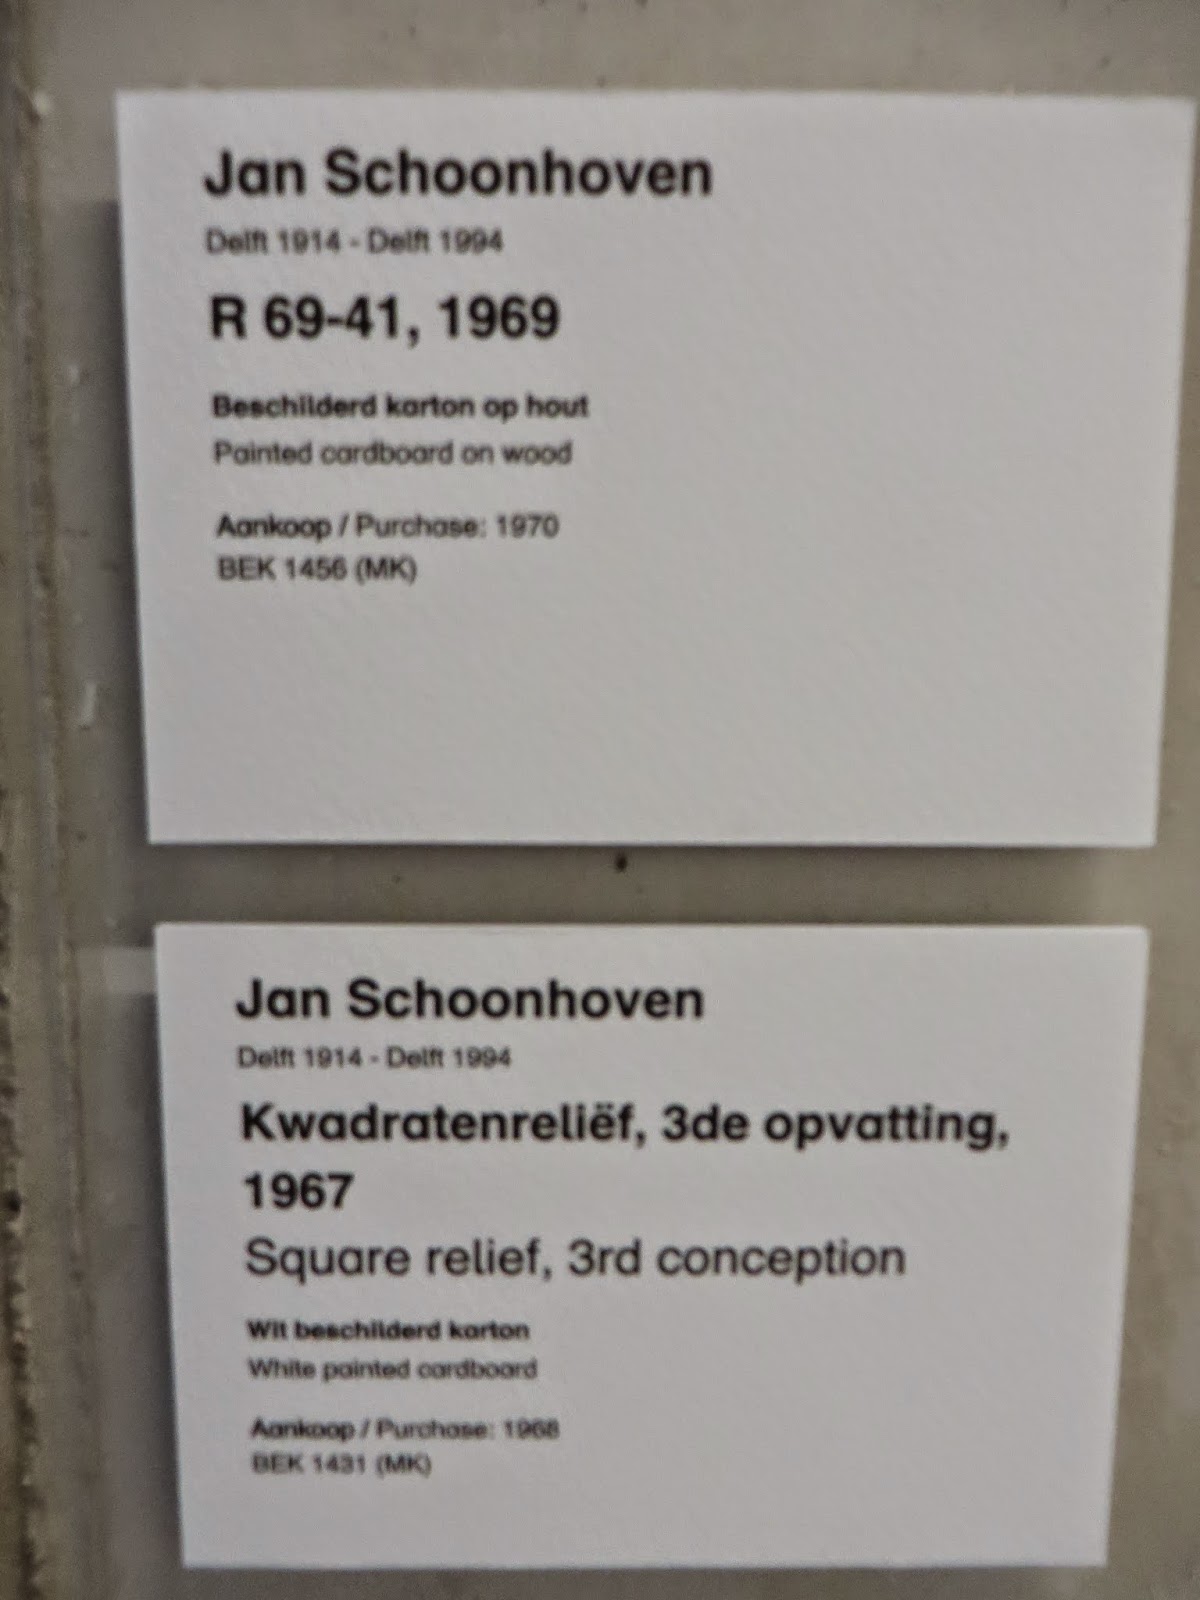 Jan Schoonhoven
Delft 1914 - Delft 1994
R 69-41, 1969
Beschilderd karton op hout
Painted cardboard on wood
Aankoop / Purchase: 1970
BEK 1456 (MK)
Jan Schoonhoven
Delft 1914 - Delft 1994
Kwadratenreliëf, 3de opvatting,
1967
Square relief, 3rd conception
Wit beschilderd karton
White painted cardboard
Aankoop / Purchase: 1968
BEK 1431 (MK)